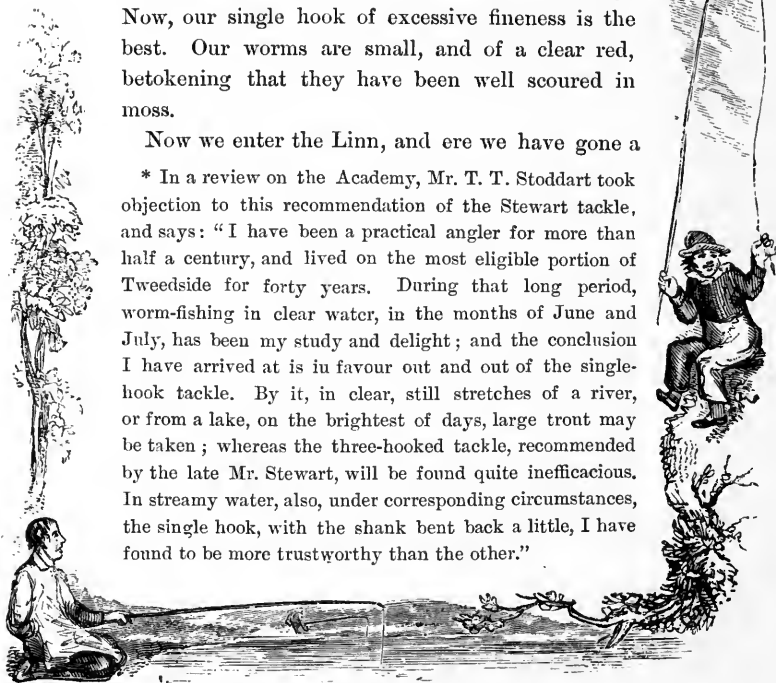 Now, our single hook of excessive fineness is the
best. Our worms are small, and of a clear red,
betokening that they have been well scoured in
moss.
Now we enter the Linn, and ere we have gone a
* In a review on the Academy, Mr. T. T. Stoddart took
objection to this recommendation of the Stewart tackle,
and says: "I have been a practical angler for more than
half a century, and lived on the most eligible portion of
Tweedside for forty years. During that long period,
worm-fishing in clear water, in the months of June and
July, has been my study and delight; and the conclusion
I have arrived at is in favour out and out of the single-
hook tackle. By it, in clear, still stretches of a river,
or from a lake, on the brightest of days, large trout may
be taken; whereas the three-hooked tackle, recommended
by the late Mr. Stewart, will be found quite inefficacious.
In streamy water, also, under corresponding circumstances,
the single hook, with the shank bent back a little, I have
found to be more trustworthy than the other."